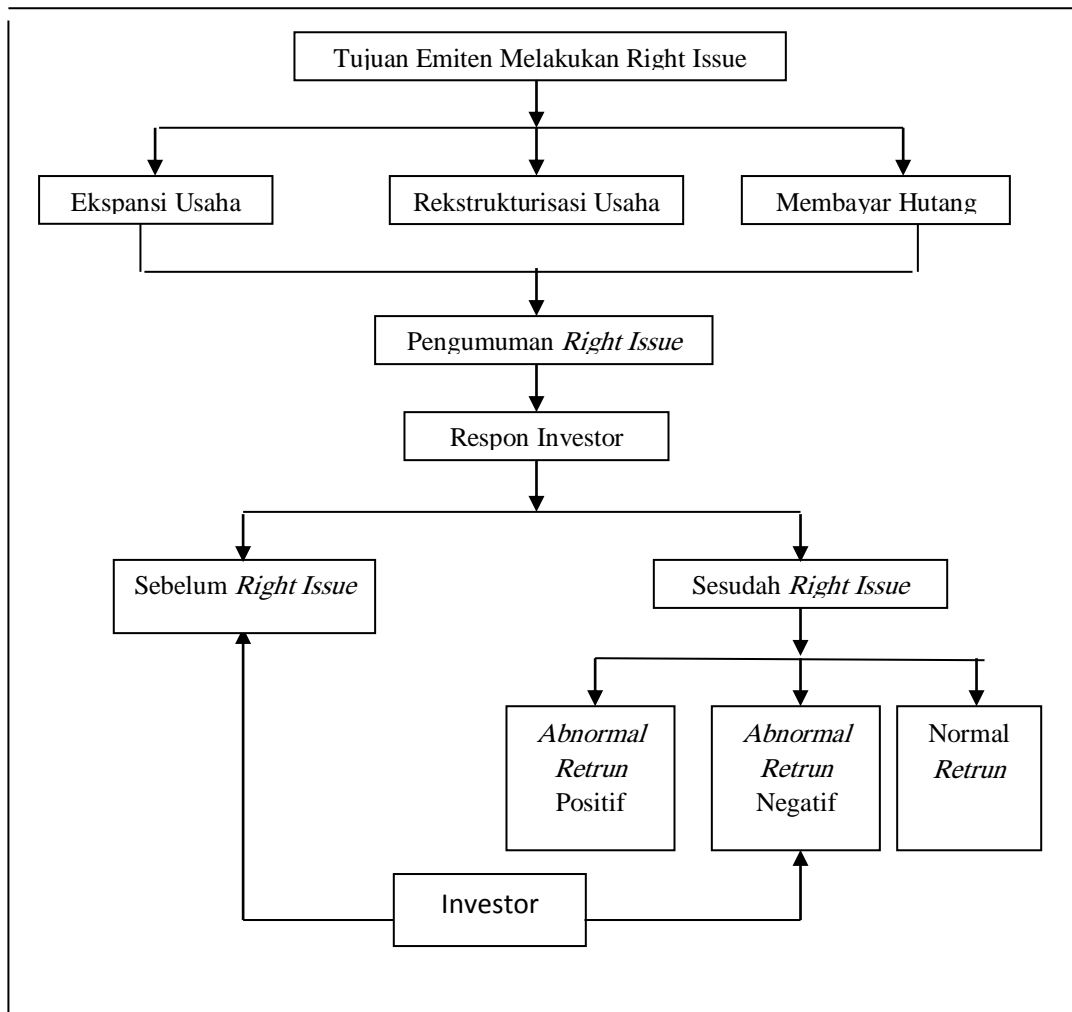 Tujuan Emiten Melakukan Right Issue
Ekspansi Usaha
Rekstrukturisasi Usaha
Membayar Hutang
Pengumuman Right Issue
Respon Investor
Sebelum Right Issue
Sesudah Right Issue
Abnormal
Retrun
Positif
Abnormal
Retrun
Negatif
Normal
Retrun
Investor